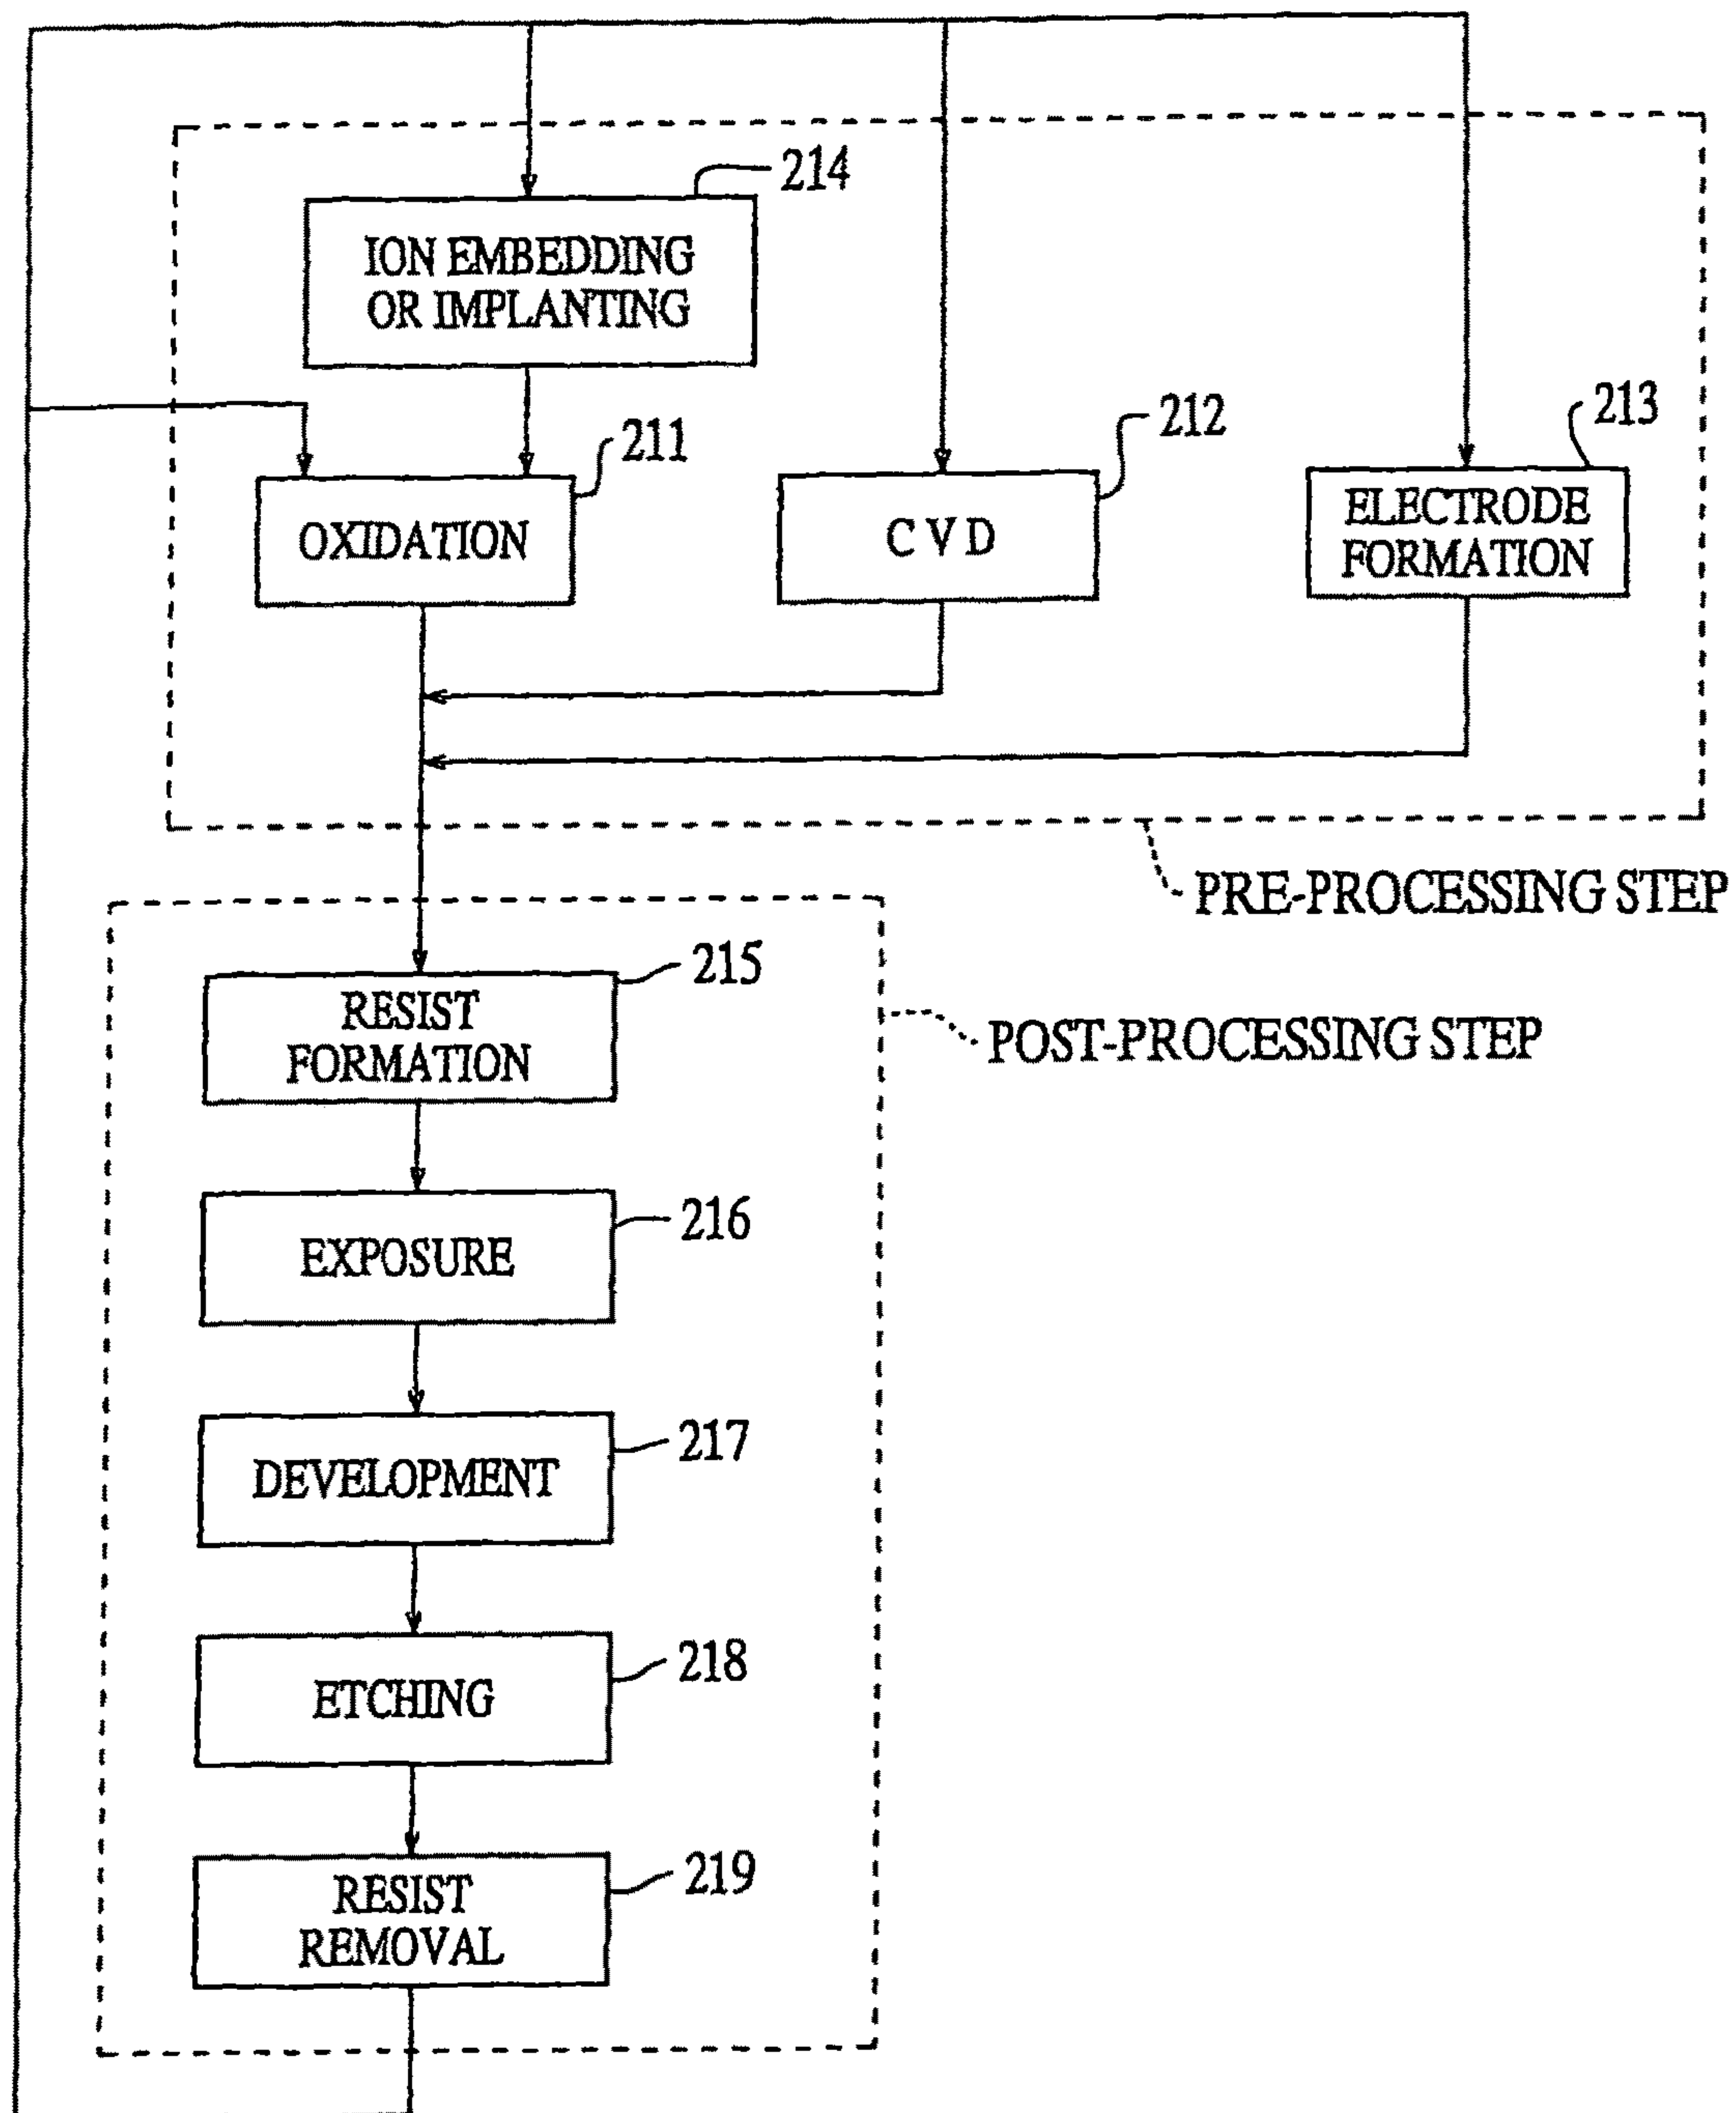 214
ION EMBEDDING
OR IMPLANTING
211
OXIDATION
212
C V D
213
ELECTRODE
FORMATION
PRE-PROCESSING STEP
215
RESIST
FORMATION
POST-PROCESSING STEP
216
EXPOSURE
217
DEVELOPMENT
218
ETCHING
219
RESIST
REMOVAL